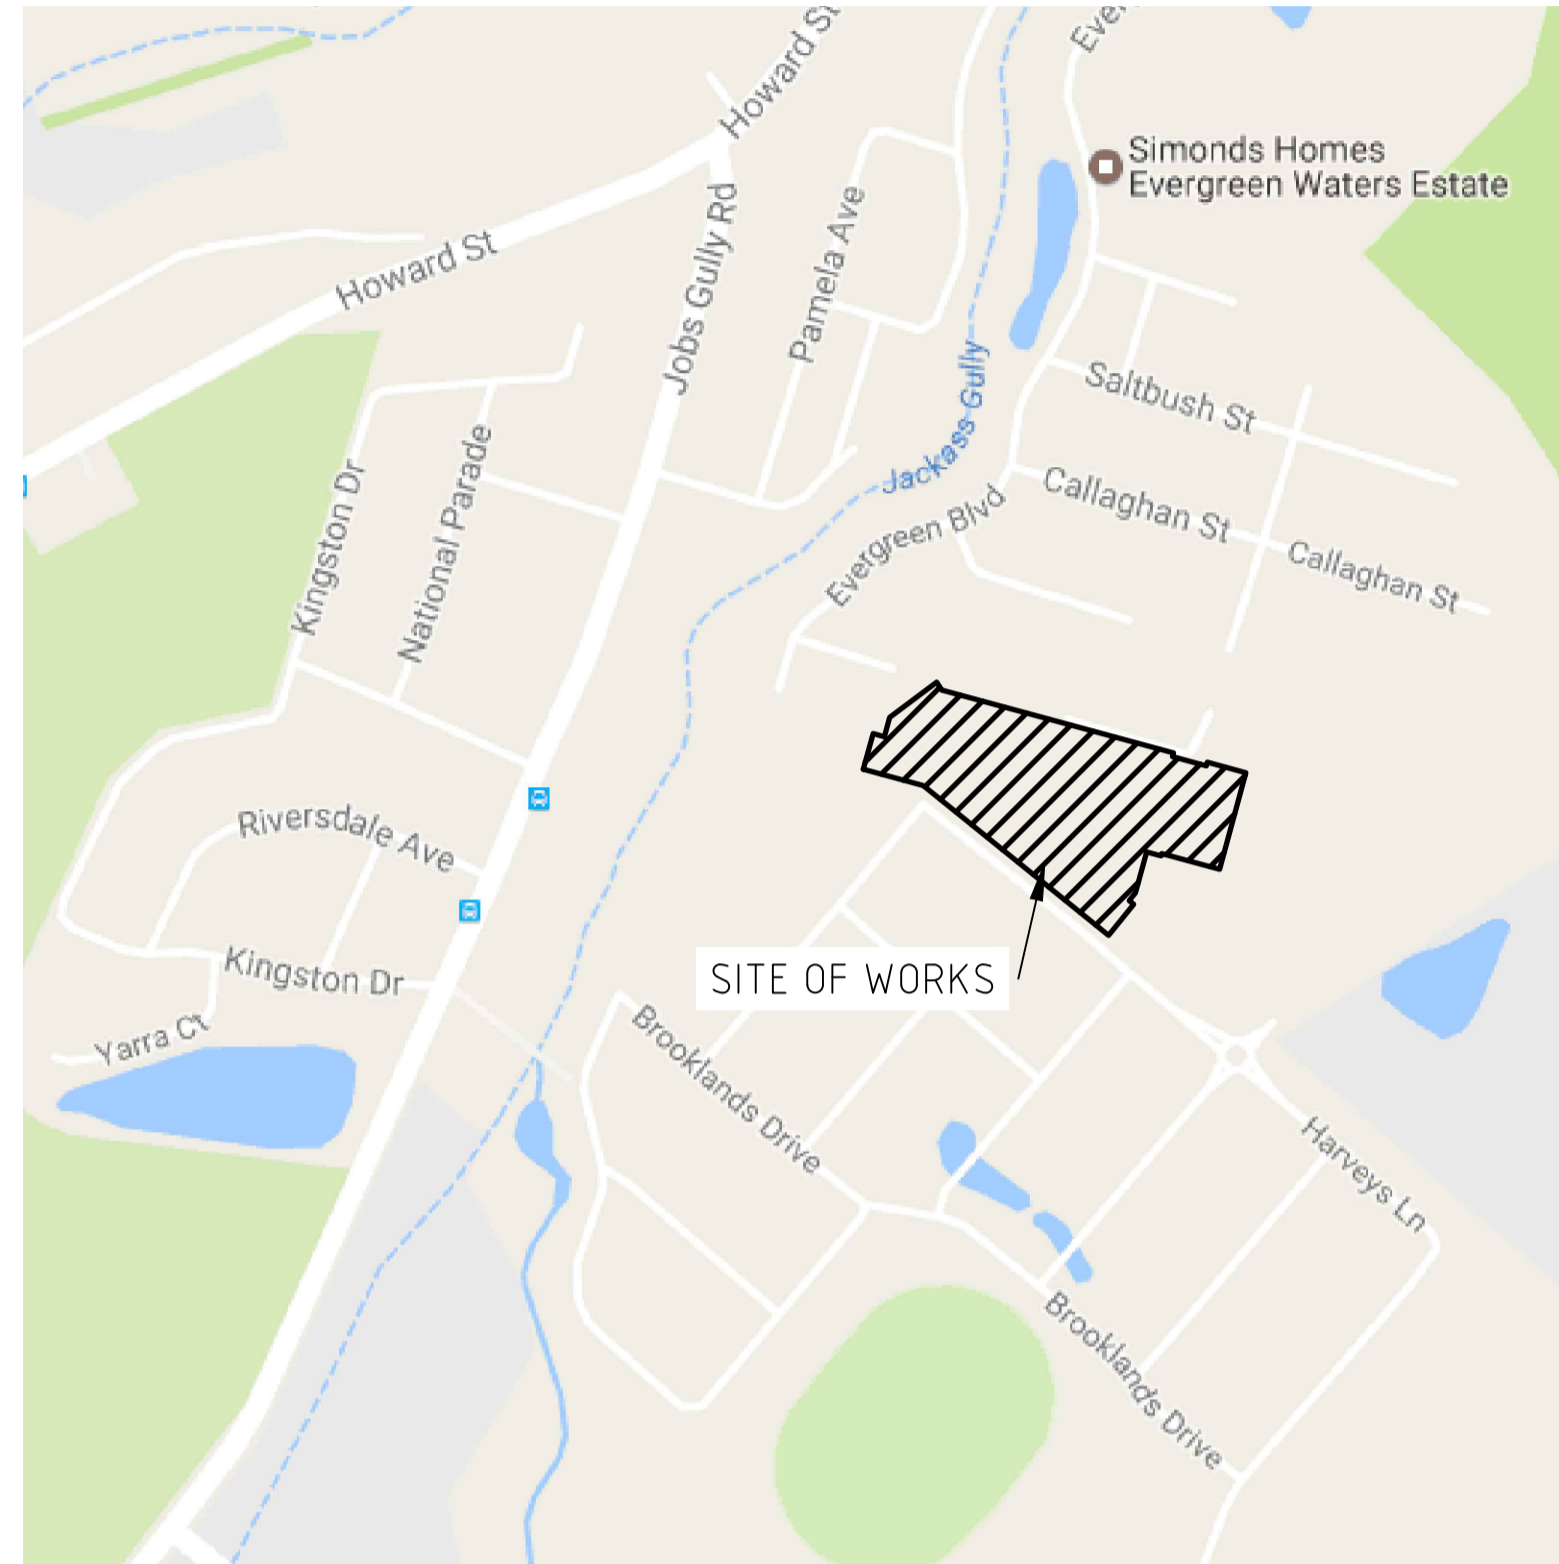 Howard St
Simonds Homes
Evergreen Waters Estate
Howard St
Jobs Gully Rd
Pamela Ave
Jackass Gully
Saltbush St
Kingston Dr
National Parade
Evergreen Blvd
Callaghan St
Callaghan St
Riversdale Ave
Kingston Dr
SITE OF WORKS
Yarra Ct
Brooklands Drive
Harveys Ln
Brooklands Drive